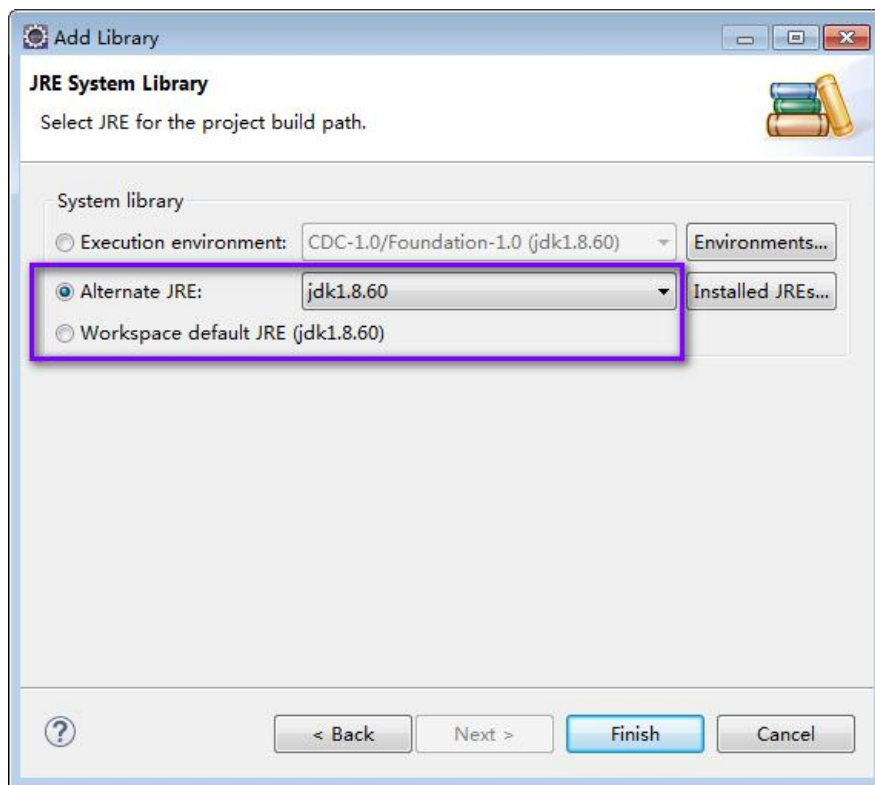 Add Library
JRE System Library
Select JRE for the project build path.
System library
Execution environment: CDC-1.0/Foundation-1.0 (jdk1.8.60) Environments...
Alternate JRE: jdk1.8.60 Installed JREs...
Workspace default JRE (jdk1.8.60)
? < Back Next > Finish Cancel